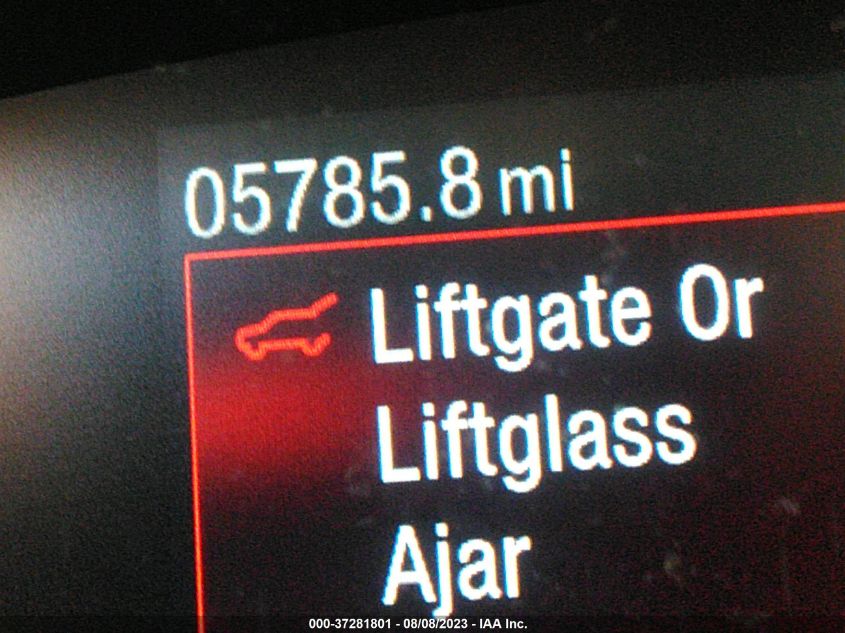 05785.8 mi
Liftgate Or
Liftglass
Ajar
000-37281801 - 08/08/2023 - IAA Inc.